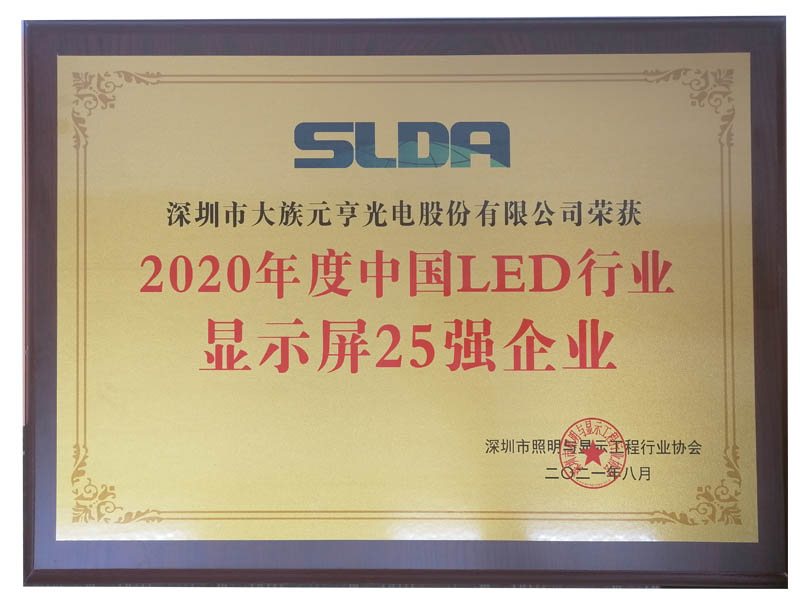 SLDA
深圳市大族元亨光电股份有限公司荣获
2020年度中国LED行业
显示屏25强企业
深圳市照明与显示工程行业协会
二〇二一年八月